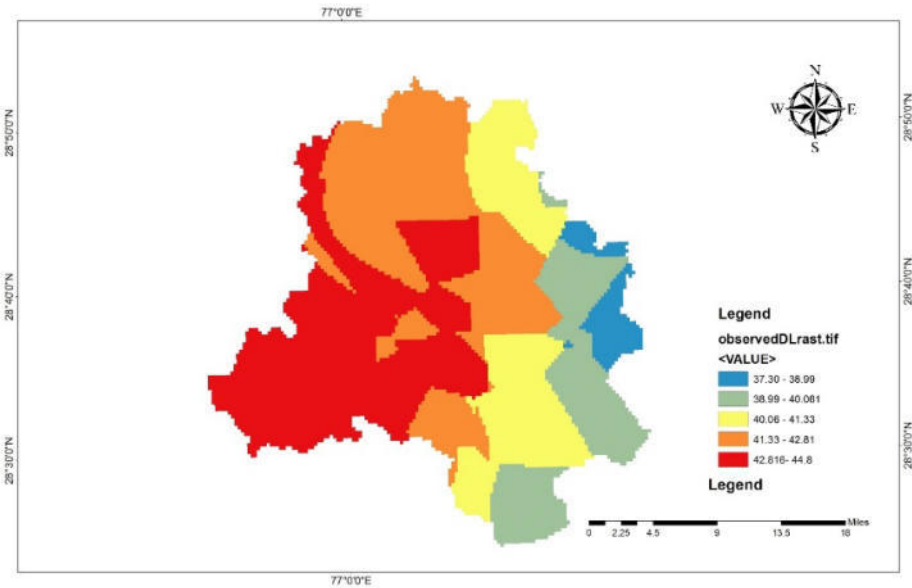 77°0'0"E
N
W E
S
28°50'0"N
28°50'0"N
28°40'0"N
28°40'0"N
28°30'0"N
28°30'0"N
Legend
observedDLrast.tif
<VALUE>
37.30 - 38.99
38.99 - 40.081
40.06 - 41.33
41.33 - 42.81
42.816- 44.8
Legend
Miles
0 2.25 4.5 9 13.5 18
77°0'0"E